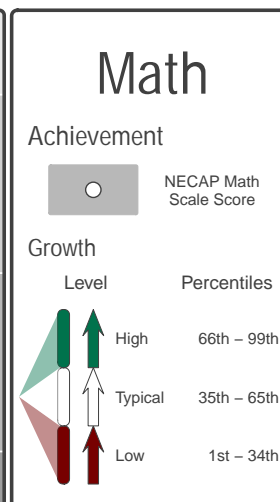 Math
Achievement
NECAP Math
Scale Score
Growth
Level Percentiles
High 66th – 99th
Typical 35th – 65th
Low 1st – 34th